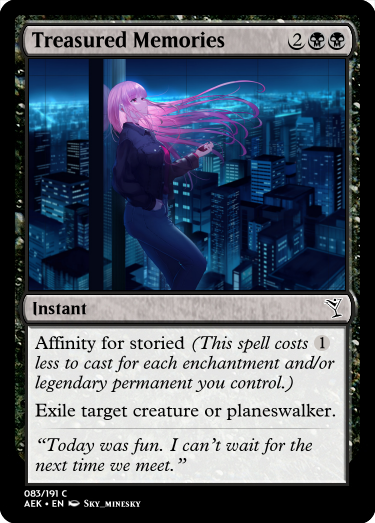 Treasured Memories 2
Instant
Affinity for storied (This spell costs 1
less to cast for each enchantment and/or
legendary permanent you control.)
Exile target creature or planeswalker.
“Today was fun. I can’t wait for the
next time we meet.”
083/191 C
AEK • EN Sky_minesky